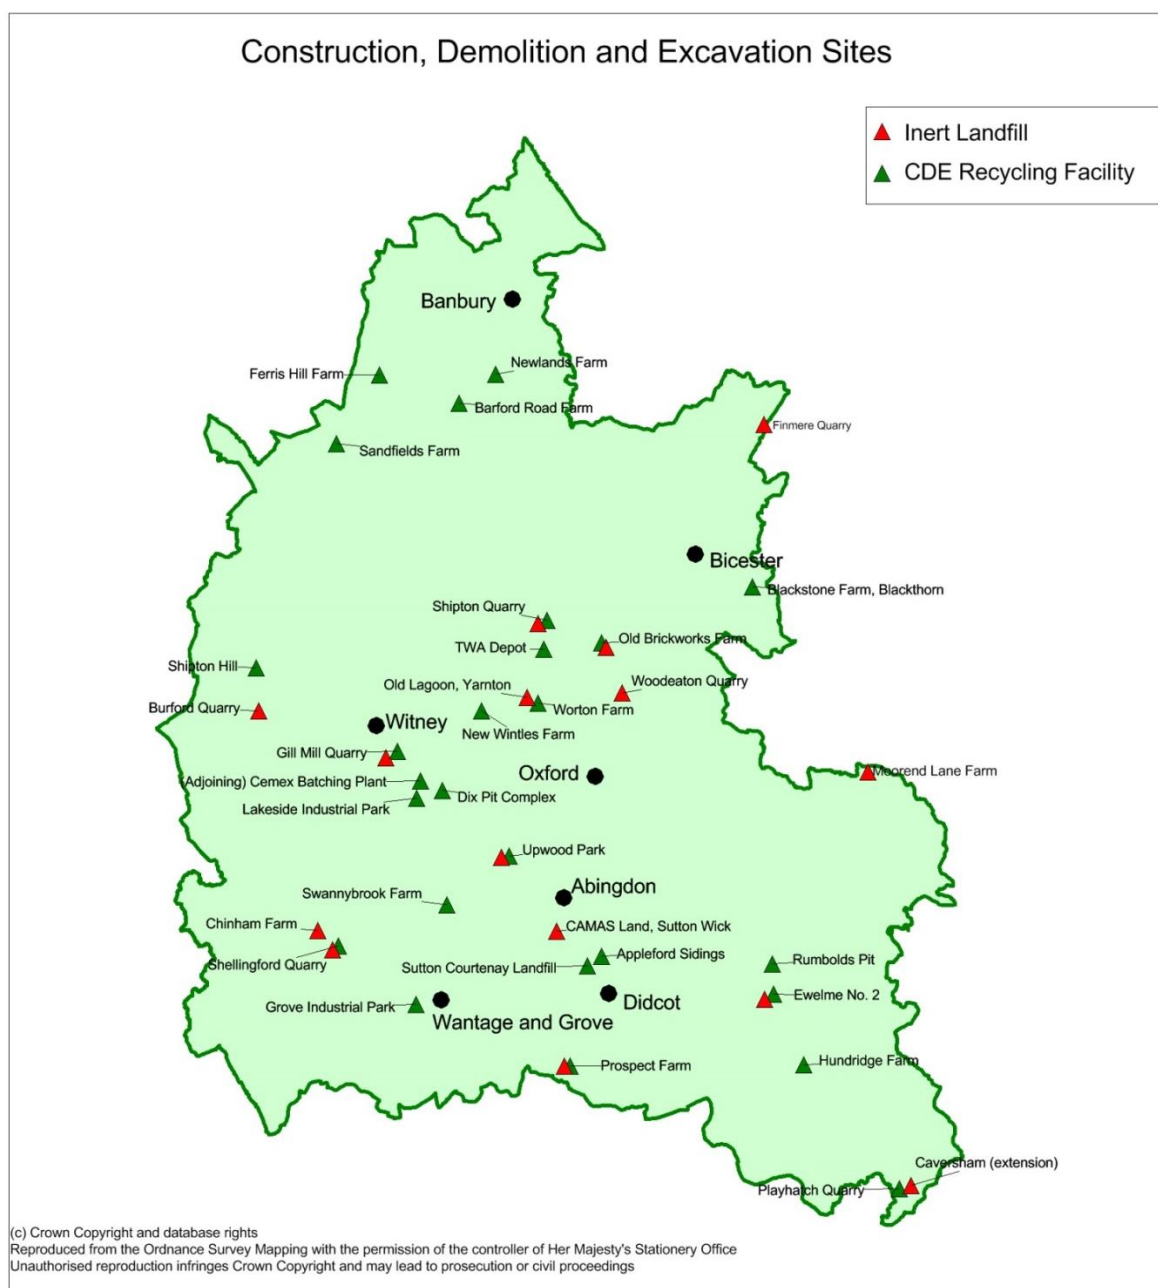 Construction, Demolition and Excavation Sites
Inert Landfill
CDE Recycling Facility
Banbury
Ferris Hill Farm
Newlands Farm
Barford Road Farm
Finmere Quarry
Sandfields Farm
Bicester
Blackstone Farm, Blackthorn
Shipton Quarry
Old Brickworks Farm
TWA Depot
Shipton Hill
Woodeaton Quarry
Old Lagoon, Yarnton
Burford Quarry
Worton Farm
Witney
New Wintles Farm
Gill Mill Quarry
Oxford
Moorend Lane Farm
(Adjoining) Cemex Batching Plant
Dix Pit Complex
Lakeside Industrial Park
Upwood Park
Abingdon
Swannybrook Farm
Chinham Farm
CAMAS Land, Sutton Wick
Appleford Sidings
Shellingford Quarry
Sutton Courtenay Landfill
Rumbolds Pit
Ewelme No. 2
Grove Industrial Park
Didcot
Wantage and Grove
Prospect Farm
Hundridge Farm
Caversham (extension)
Playhatch Quarry
(c) Crown Copyright and database rights
Reproduced from the Ordnance Survey Mapping with the permission of the controller of Her Majesty's Stationery Office
Unauthorised reproduction infringes Crown Copyright and may lead to prosecution or civil proceedings